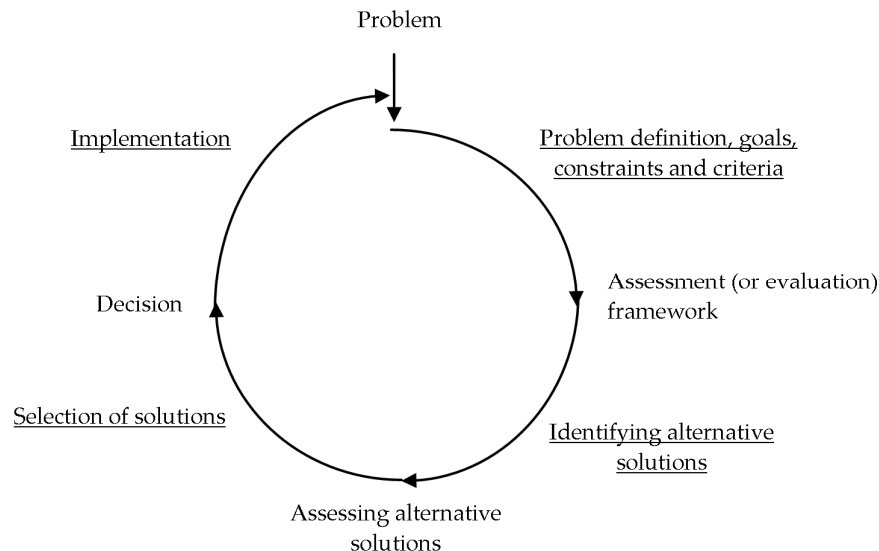 Problem
Problem definition, goals,
constraints and criteria
Assessment (or evaluation)
framework
Identifying alternative
solutions
Assessing alternative
solutions
Selection of solutions
Decision
Implementation